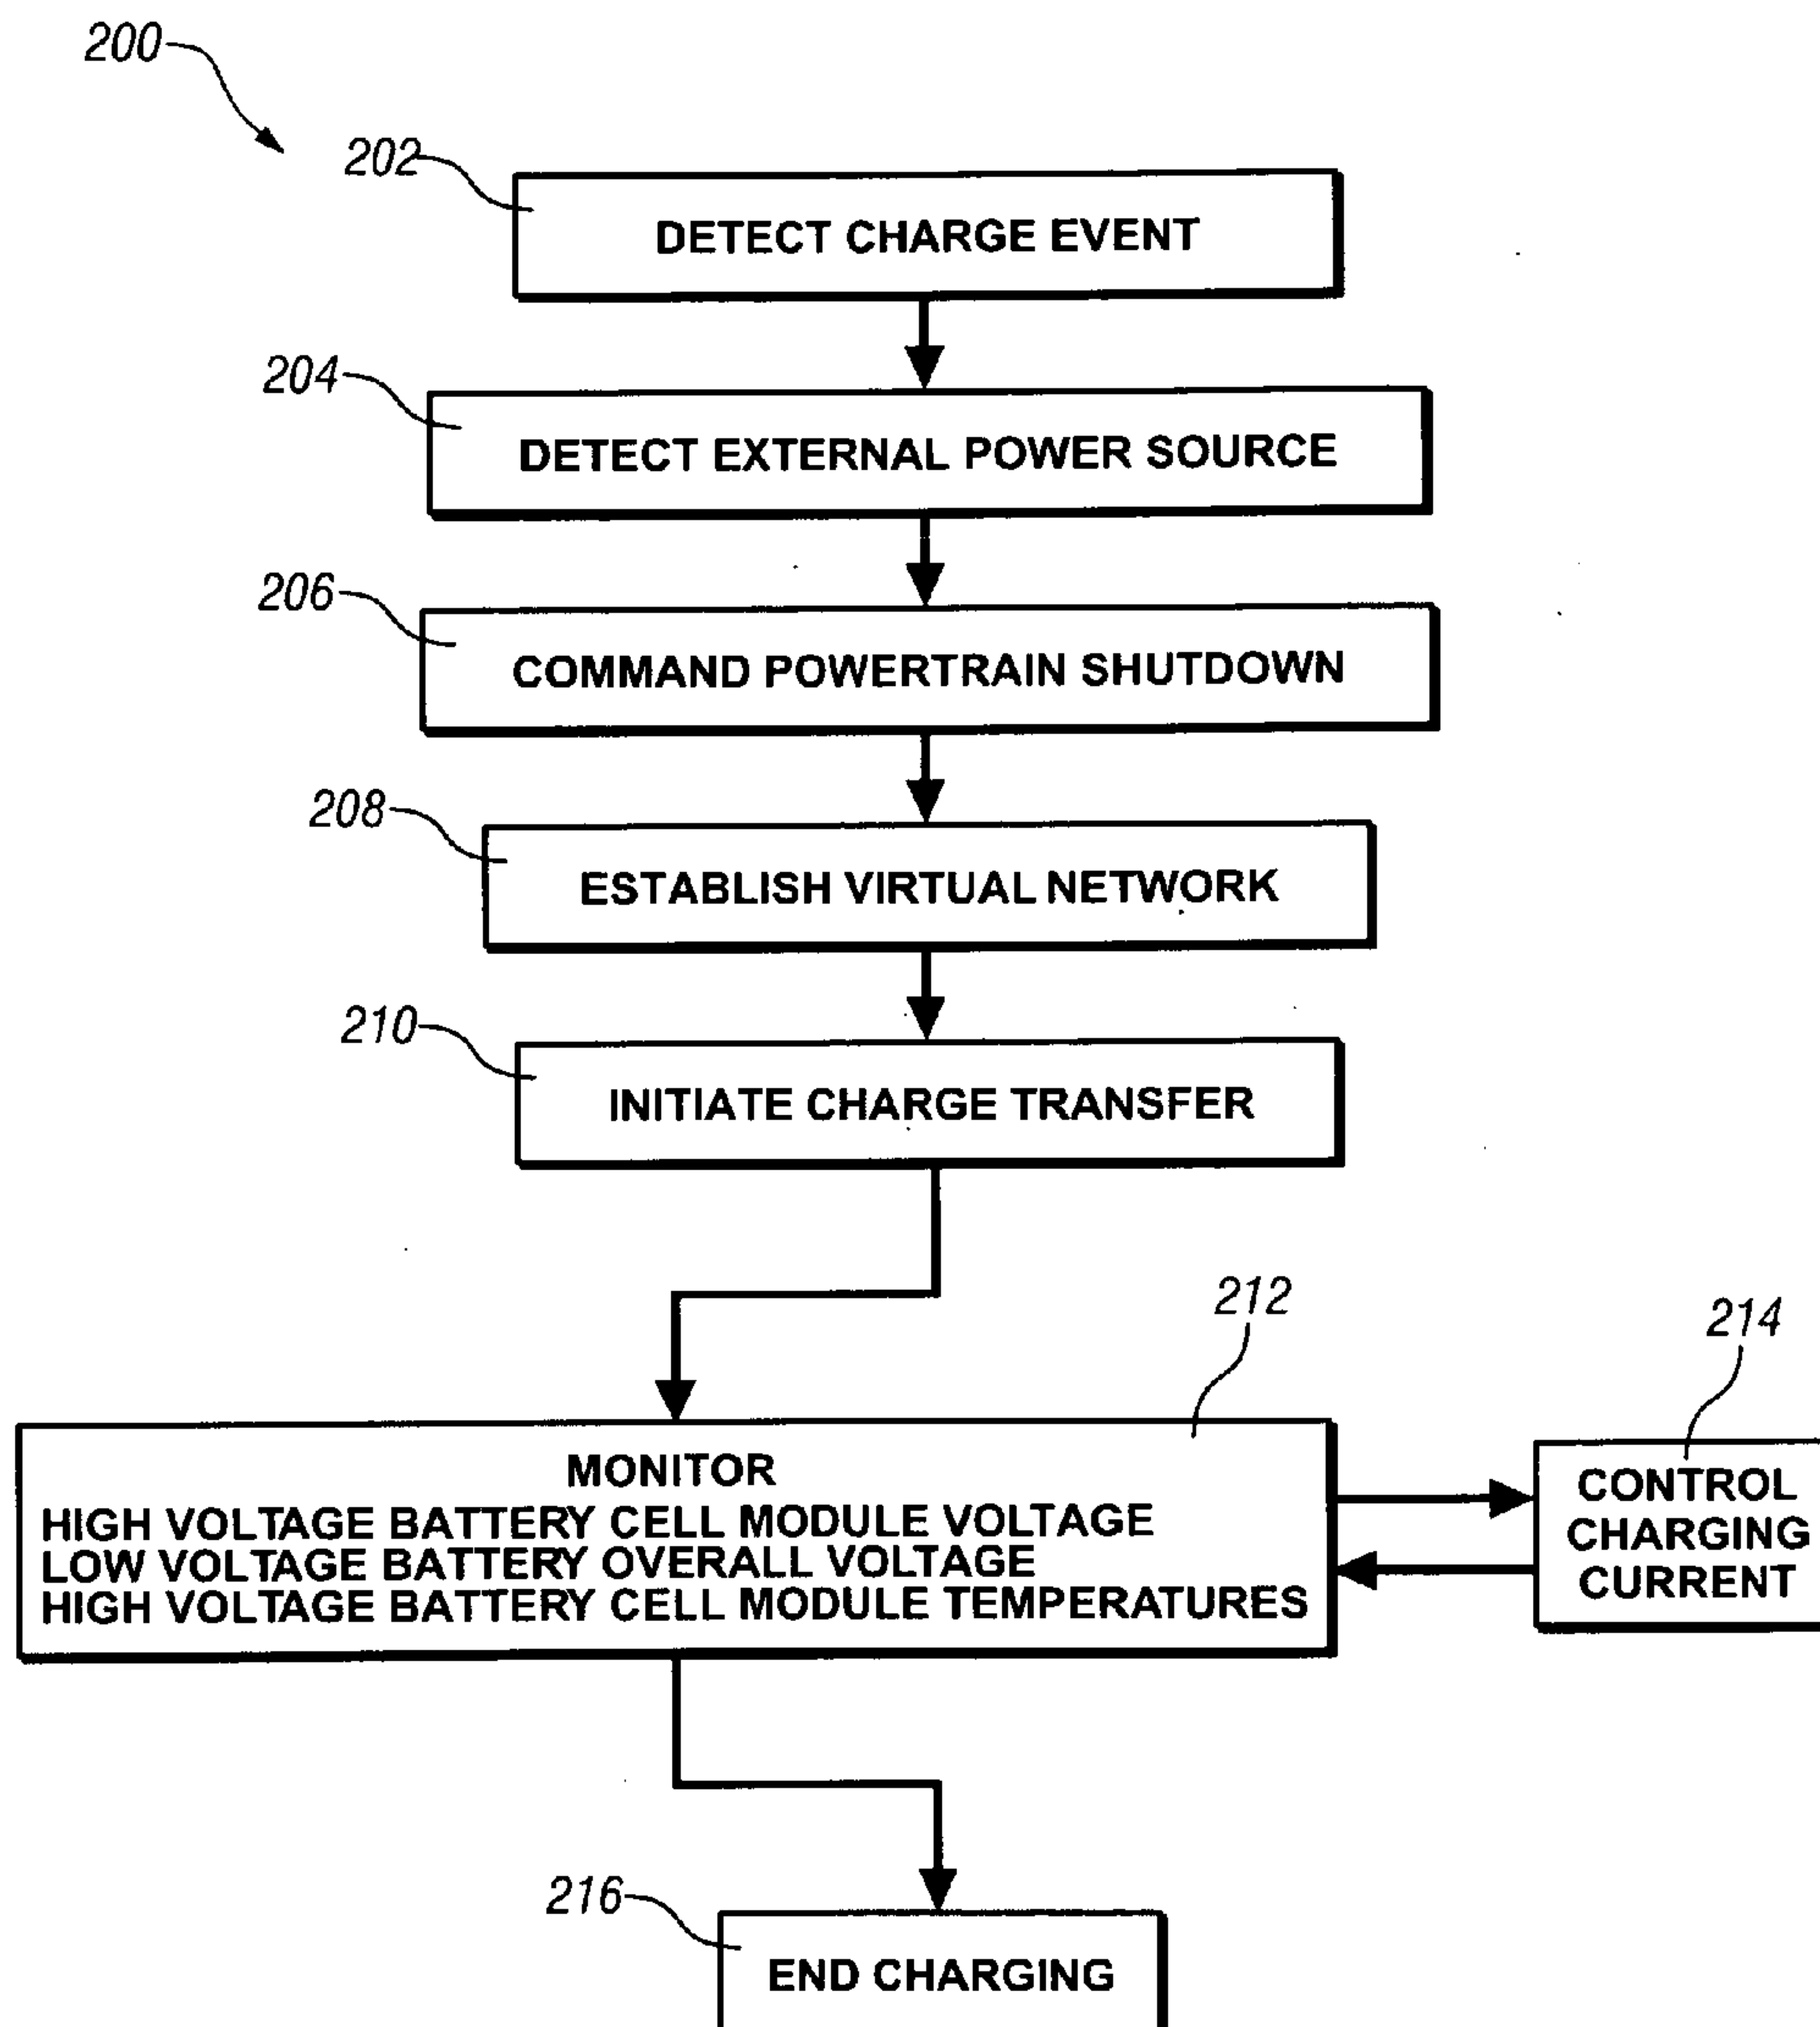 200
202
DETECT CHARGE EVENT
204
DETECT EXTERNAL POWER SOURCE
206
COMMAND POWERTRAIN SHUTDOWN
208
ESTABLISH VIRTUAL NETWORK
210
INITIATE CHARGE TRANSFER
212
214
MONITOR
HIGH VOLTAGE BATTERY CELL MODULE VOLTAGE
LOW VOLTAGE BATTERY OVERALL VOLTAGE
HIGH VOLTAGE BATTERY CELL MODULE TEMPERATURES
CONTROL
CHARGING
CURRENT
216
END CHARGING